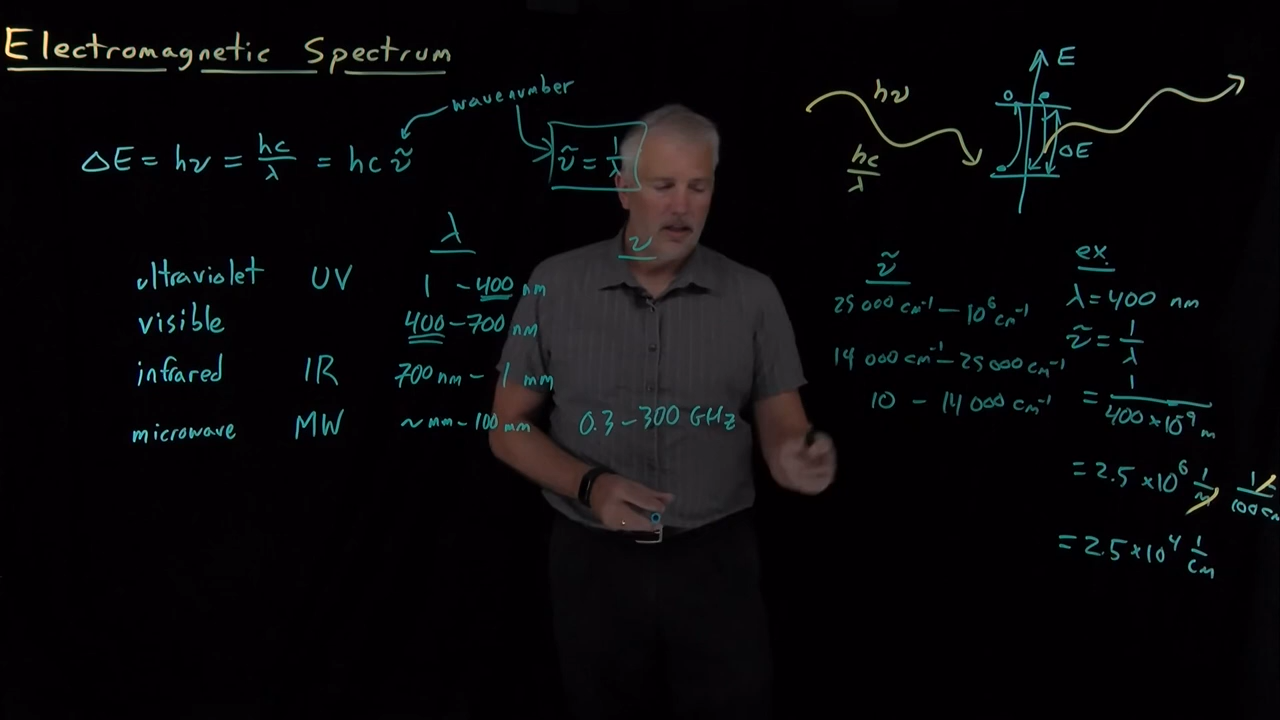 Electromagnetic Spectrum
wavenumber
ΔE = hν = hc/λ = hc ν̃
ν̃ = 1/λ
hν
hc/λ
E
ΔE
λ
ν
ν̃
ultraviolet UV 1 - 400 nm 25 000 cm⁻¹ - 10⁶ cm⁻¹
visible 400 - 700 nm 14 000 cm⁻¹ - 25 000 cm⁻¹
infrared IR 700 nm - 1 mm 10 - 14 000 cm⁻¹
microwave MW ~ mm - 100 mm 0.3 - 300 GHz
ex.
λ = 400 nm
ν̃ = 1/λ
= 1/400 × 10⁻⁹ m
= 2.5 × 10⁶ 1/m 1/100 cm
= 2.5 × 10⁴ 1/cm